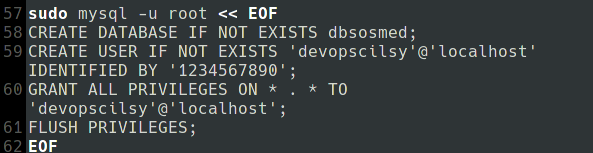 57 sudo mysql -u root << EOF
58 CREATE DATABASE IF NOT EXISTS dbsosmed;
59 CREATE USER IF NOT EXISTS 'devopscilsy'@'localhost'
IDENTIFIED BY '1234567890';
60 GRANT ALL PRIVILEGES ON * . * TO
'devopscilsy'@'localhost';
61 FLUSH PRIVILEGES;
62 EOF